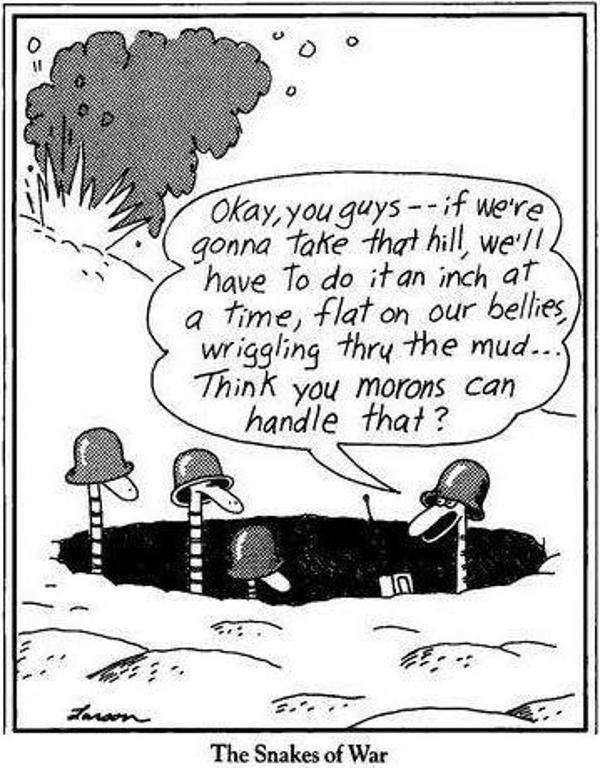 Okay, you guys -- if we're
gonna take that hill, we'll
have to do it an inch at
a time, flat on our bellies,
wriggling thru the mud...
Think you morons can
handle that?
Larson
The Snakes of War